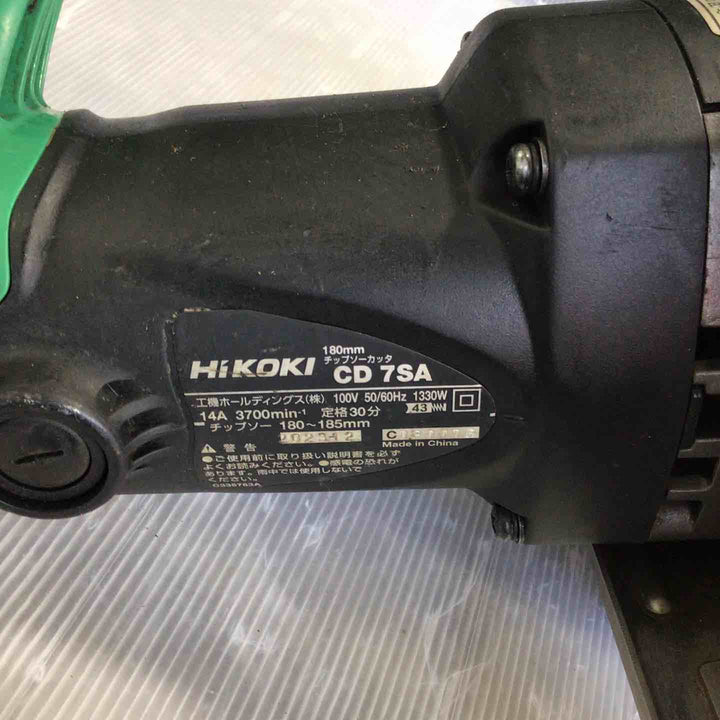 180mm
チップソーカッタ
HiKOKI CD 7SA
工機ホールディングス(株) 100V 50/60Hz 1330W
14A 3700min-¹ 定格30分 43
チップソー 180～185mm
Made in China
⚠警告
●ご使用前に取り扱い説明書を必ず
よくお読みください。●感電の恐れが
あります。雨中では使用しないで
ください。